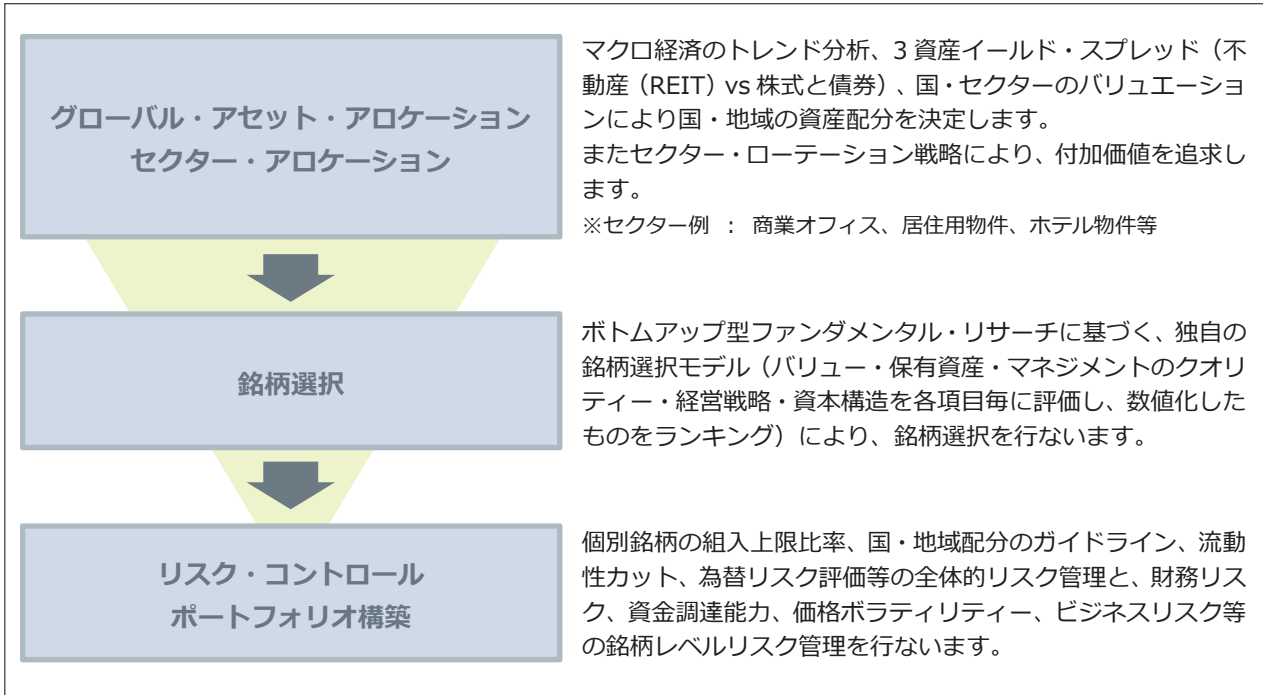 グローバル・アセット・アロケーション
セクター・アロケーション
マクロ経済のトレンド分析、3 資産イールド・スプレッド（不
動産（REIT）vs 株式と債券）、国・セクターのバリュエーショ
ンにより国・地域の資産配分を決定します。
またセクター・ローテーション戦略により、付加価値を追求し
ます。
※セクター例 ： 商業オフィス、居住用物件、ホテル物件等
銘柄選択
ボトムアップ型ファンダメンタル・リサーチに基づく、独自の
銘柄選択モデル（バリュー・保有資産・マネジメントのクオリ
ティー・経営戦略・資本構造を各項目毎に評価し、数値化した
ものをランキング）により、銘柄選択を行ないます。
リスク・コントロール
ポートフォリオ構築
個別銘柄の組入上限比率、国・地域配分のガイドライン、流動
性カット、為替リスク評価等の全体的リスク管理と、財務リス
ク、資金調達能力、価格ボラティリティー、ビジネスリスク等
の銘柄レベルリスク管理を行ないます。